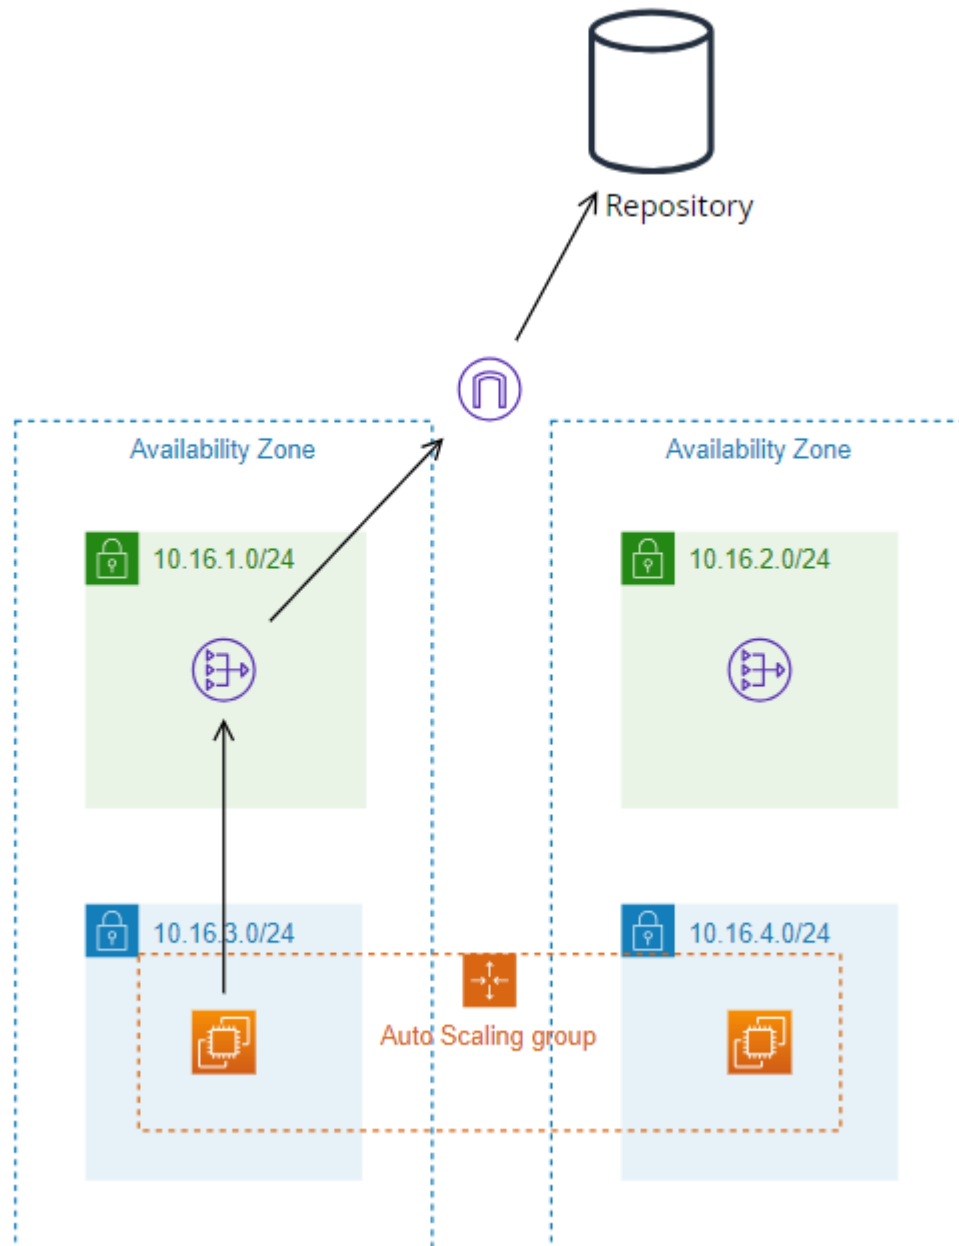 Repository
Availability Zone
Availability Zone
10.16.1.0/24
10.16.2.0/24
10.16.3.0/24
10.16.4.0/24
Auto Scaling group